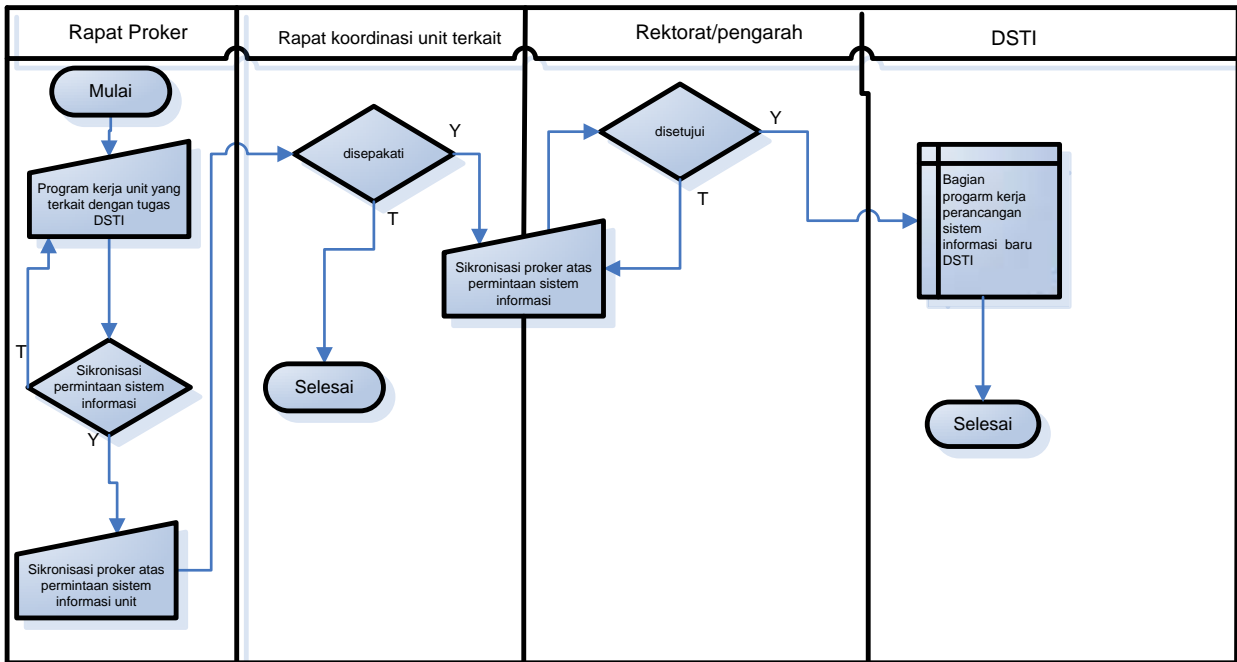 Rapat Proker
Rapat koordinasi unit terkait
Rektorat/pengarah
DSTI
Mulai
Program kerja unit yang
terkait dengan tugas
DSTI
T
Sikronisasi
permintaan sistem
informasi
Y
Sikronisasi proker atas
permintaan sistem
informasi unit
disepakati
Y
T
Selesai
Sikronisasi proker atas
permintaan sistem
informasi
disetujui
Y
T
Bagian
progarm kerja
perancangan
sistem
informasi baru
DSTI
Selesai